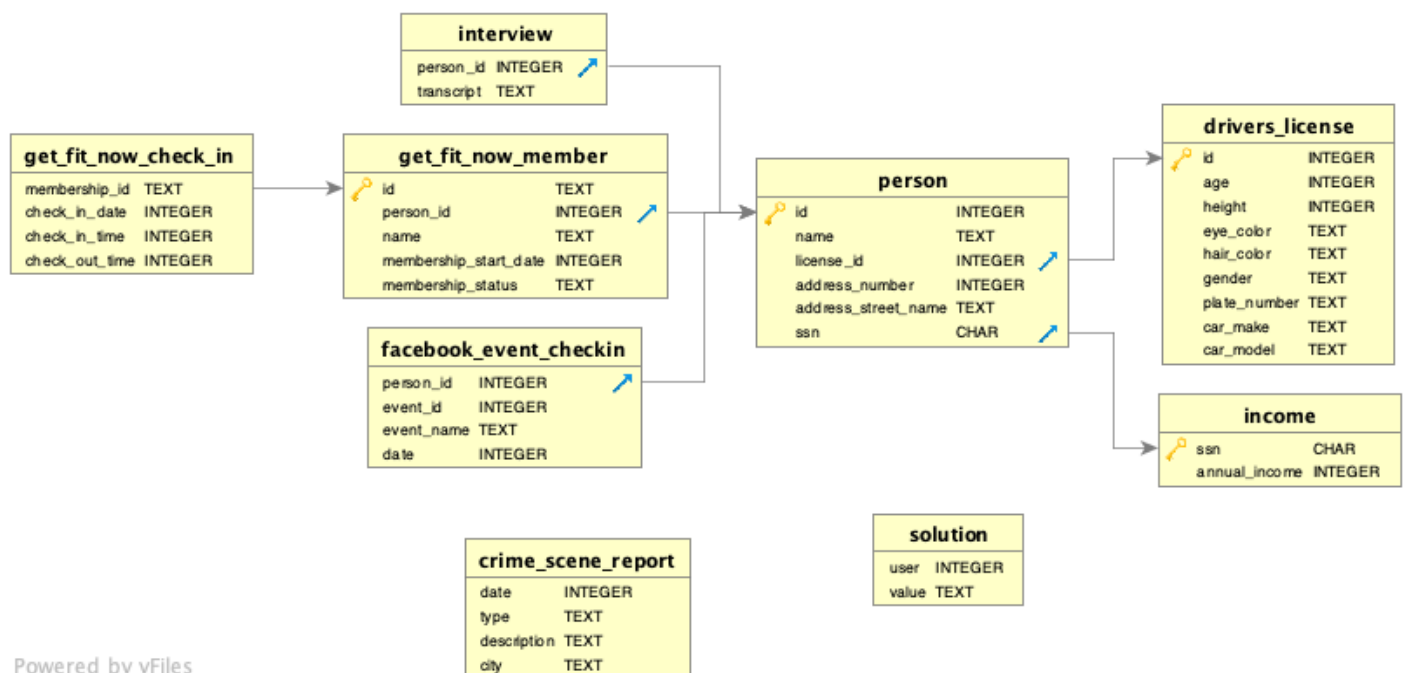 interview
person_id INTEGER
transcript TEXT
get_fit_now_check_in
membership_id TEXT
check_in_date INTEGER
check_in_time INTEGER
check_out_time INTEGER
get_fit_now_member
id TEXT
person_id INTEGER
name TEXT
membership_start_date INTEGER
membership_status TEXT
facebook_event_checkin
person_id INTEGER
event_id INTEGER
event_name TEXT
date INTEGER
person
id INTEGER
name TEXT
license_id INTEGER
address_number INTEGER
address_street_name TEXT
ssn CHAR
drivers_license
id INTEGER
age INTEGER
height INTEGER
eye_color TEXT
hair_color TEXT
gender TEXT
plate_number TEXT
car_make TEXT
car_model TEXT
income
ssn CHAR
annual_income INTEGER
solution
user INTEGER
value TEXT
crime_scene_report
date INTEGER
type TEXT
description TEXT
city TEXT
Powered by yFiles